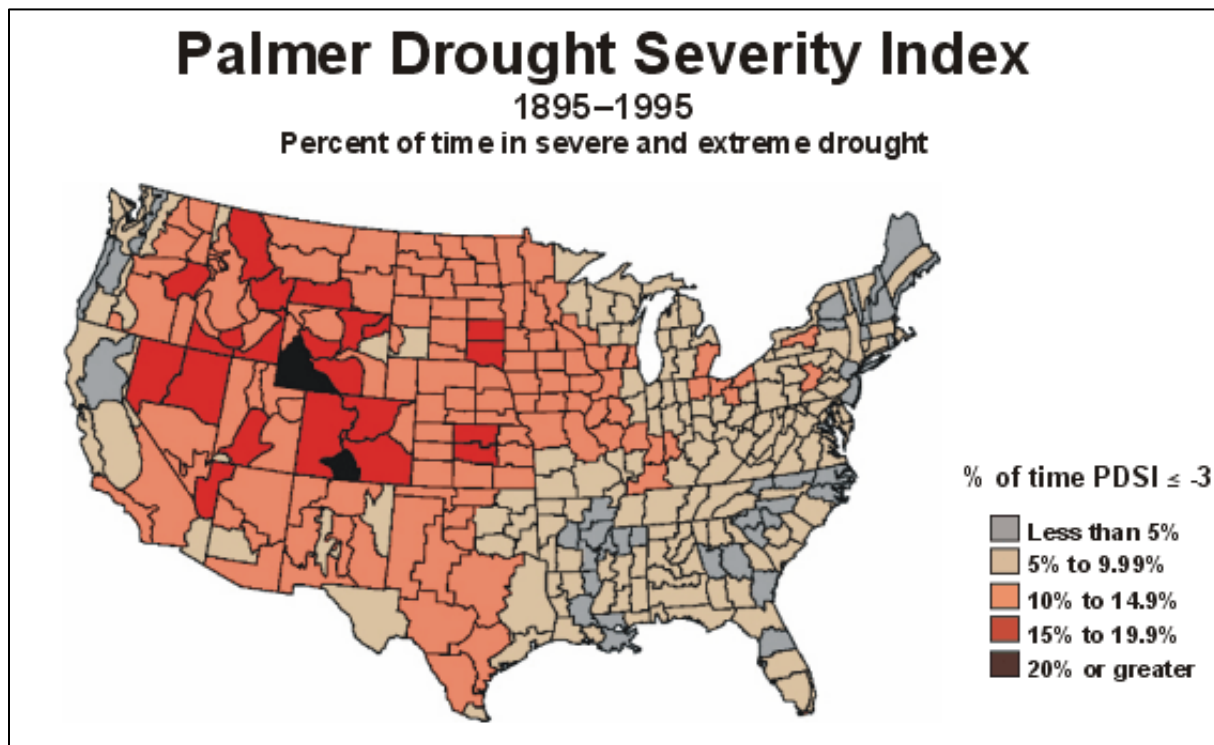 Palmer Drought Severity Index
1895–1995
Percent of time in severe and extreme drought
% of time PDSI ≤ -3
Less than 5%
5% to 9.99%
10% to 14.9%
15% to 19.9%
20% or greater